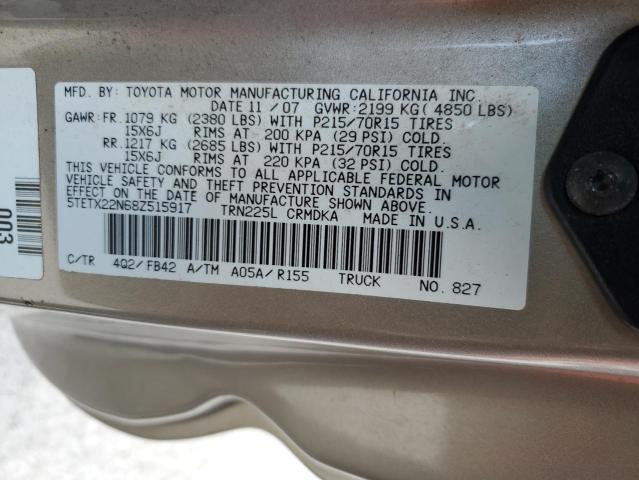 MFD. BY: TOYOTA MOTOR MANUFACTURING CALIFORNIA INC.
DATE 11 / 07 GVWR: 2199 KG( 4850 LBS)
GAWR: FR. 1079 KG (2380 LBS) WITH P215/70R15 TIRES
15X6J RIMS AT 200 KPA (29 PSI) COLD.
RR. 1217 KG (2685 LBS) WITH P215/70R15 TIRES
15X6J RIMS AT 220 KPA (32 PSI) COLD.
THIS VEHICLE CONFORMS TO ALL APPLICABLE FEDERAL MOTOR
VEHICLE SAFETY AND THEFT PREVENTION STANDARDS IN
EFFECT ON THE DATE OF MANUFACTURE SHOWN ABOVE.
5TETX22N68Z515917 TRN225L CRMDKA MADE IN U.S.A.
C/TR 4Q2/FB42 A/TM A05A/R155 TRUCK NO. 827
003